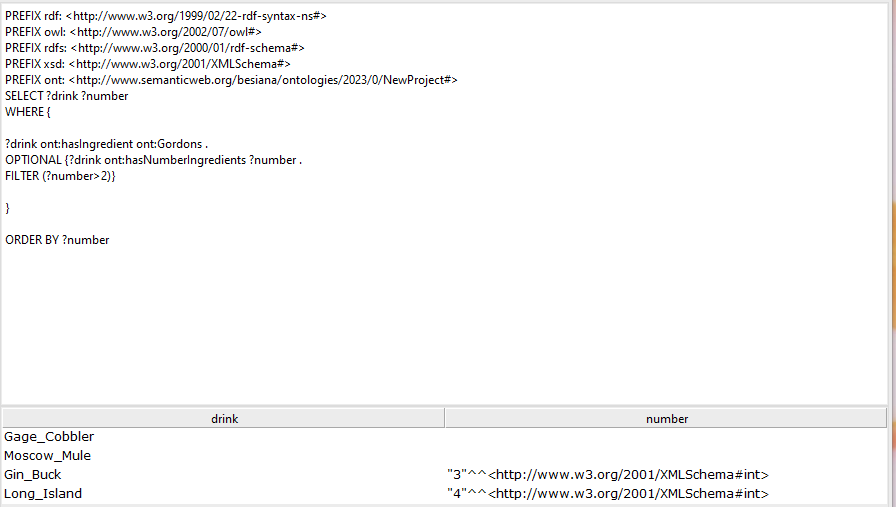 PREFIX rdf: <http://www.w3.org/1999/02/22-rdf-syntax-ns#>
PREFIX owl: <http://www.w3.org/2002/07/owl#>
PREFIX rdfs: <http://www.w3.org/2000/01/rdf-schema#>
PREFIX xsd: <http://www.w3.org/2001/XMLSchema#>
PREFIX ont: <http://www.semanticweb.org/besiana/ontologies/2023/0/NewProject#>
SELECT ?drink ?number
WHERE {
?drink ont:hasIngredient ont:Gordons .
OPTIONAL {?drink ont:hasNumberIngredients ?number .
FILTER (?number>2)}
}
ORDER BY ?number
drink number
Gage_Cobbler
Moscow_Mule
Gin_Buck "3"^^<http://www.w3.org/2001/XMLSchema#int>
Long_Island "4"^^<http://www.w3.org/2001/XMLSchema#int>